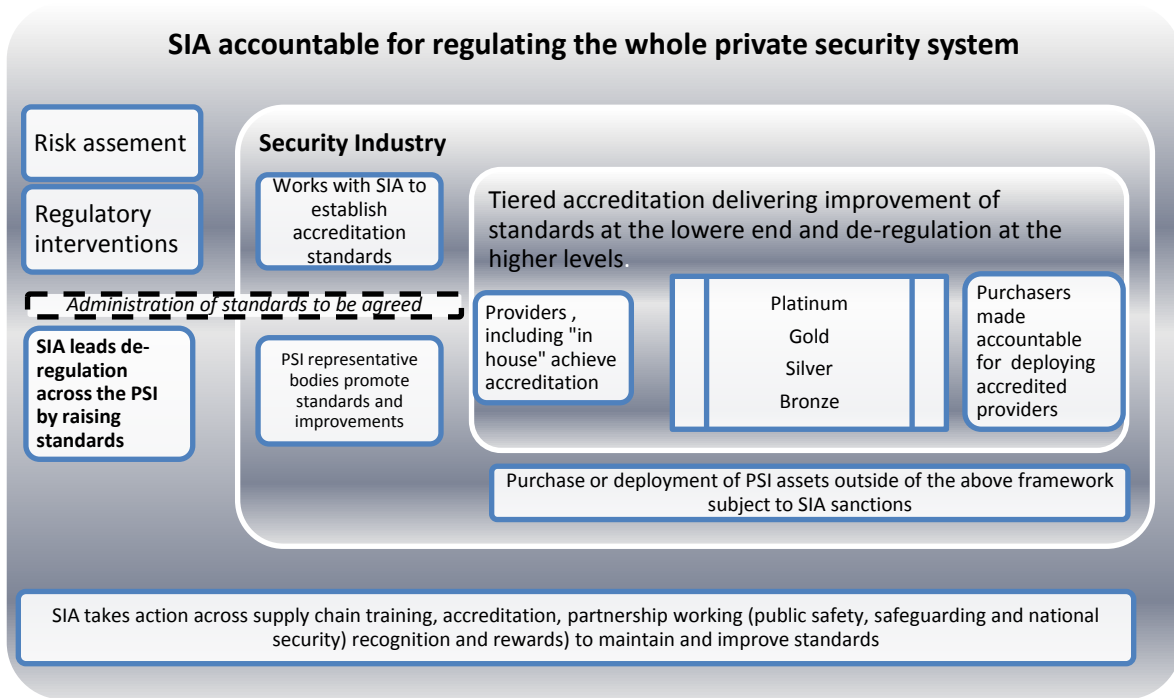 SIA accountable for regulating the whole private security system
Risk assement
Regulatory
interventions
Administration of standards to be agreed
SIA leads de-
regulation
across the PSI
by raising
standards
Security Industry
Works with SIA to
establish
accreditation
standards
PSI representative
bodies promote
standards and
improvements
Tiered accreditation delivering improvement of
standards at the lowere end and de-regulation at the
higher levels.
Providers ,
including "in
house" achieve
accreditation
Platinum
Gold
Silver
Bronze
Purchasers
made
accountable
for deploying
accredited
providers
Purchase or deployment of PSI assets outside of the above framework
subject to SIA sanctions
SIA takes action across supply chain training, accreditation, partnership working (public safety, safeguarding and national
security) recognition and rewards) to maintain and improve standards